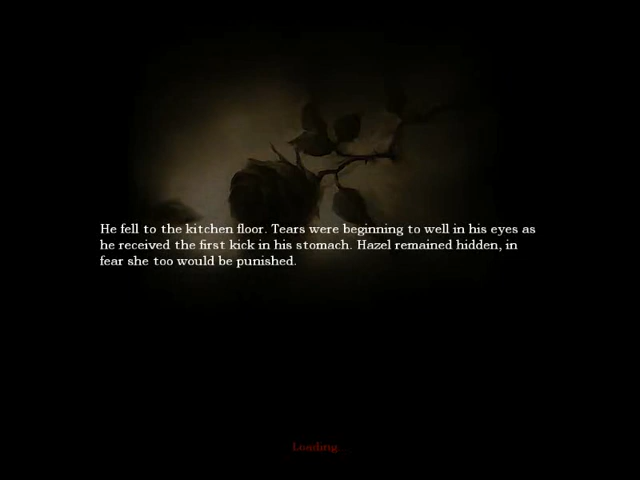 He fell to the kitchen floor. Tears were beginning to well in his eyes as
he received the first kick in his stomach. Hazel remained hidden, in
fear she too would be punished.
Loading...